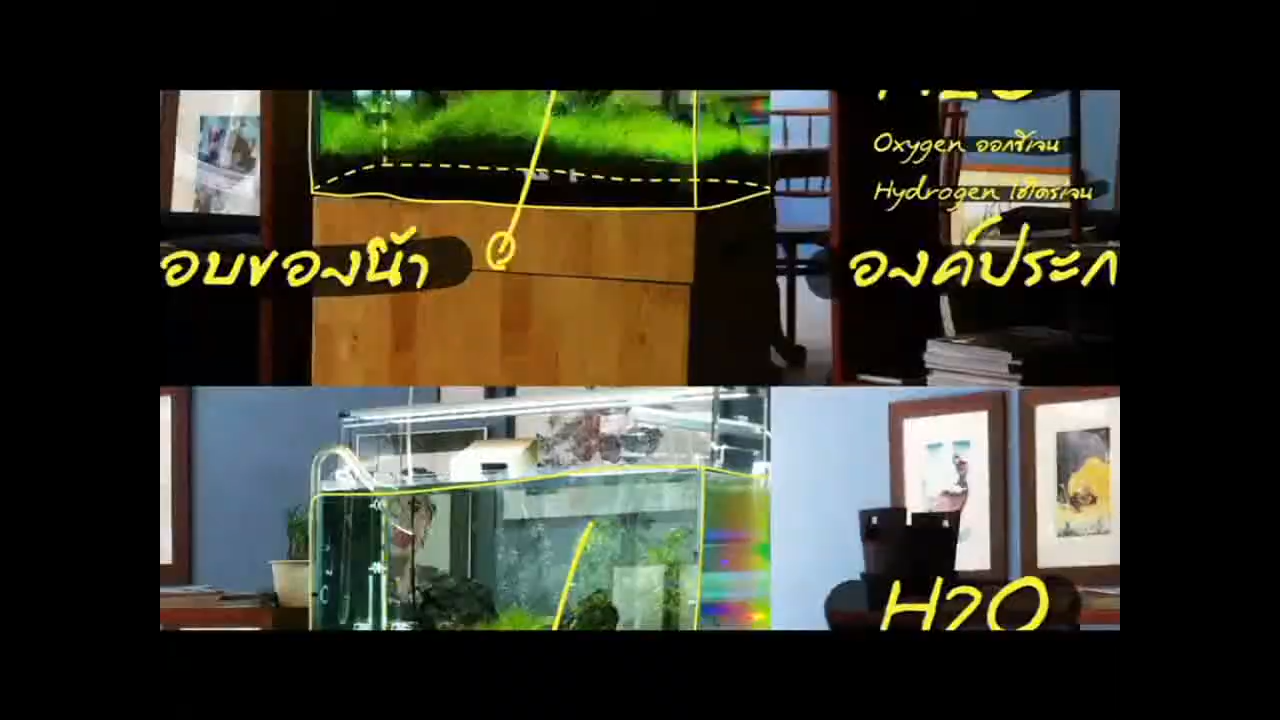 Oxygen ออกซิเจน
Hydrogen ไฮโดรเจน
อบของน้ำ
องค์ประก
H2O